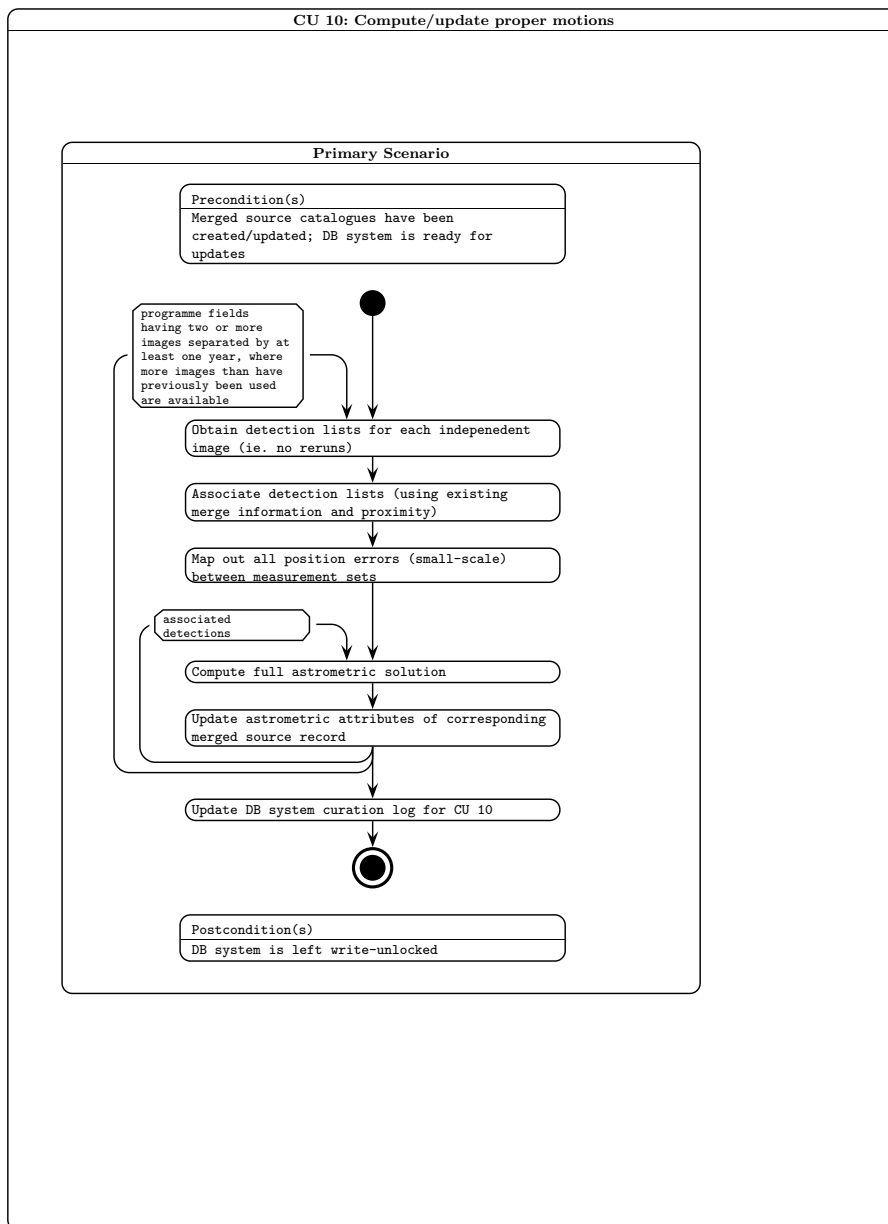 CU 10: Compute/update proper motions
Primary Scenario
Precondition(s)
Merged source catalogues have been
created/updated; DB system is ready for
updates
programme fields
having two or more
images separated by at
least one year, where
more images than have
previously been used
are available
Obtain detection lists for each indepenedent
image (ie. no reruns)
Associate detection lists (using existing
merge information and proximity)
Map out all position errors (small-scale)
between measurement sets
associated
detections
Compute full astrometric solution
Update astrometric attributes of corresponding
merged source record
Update DB system curation log for CU 10
Postcondition(s)
DB system is left write-unlocked